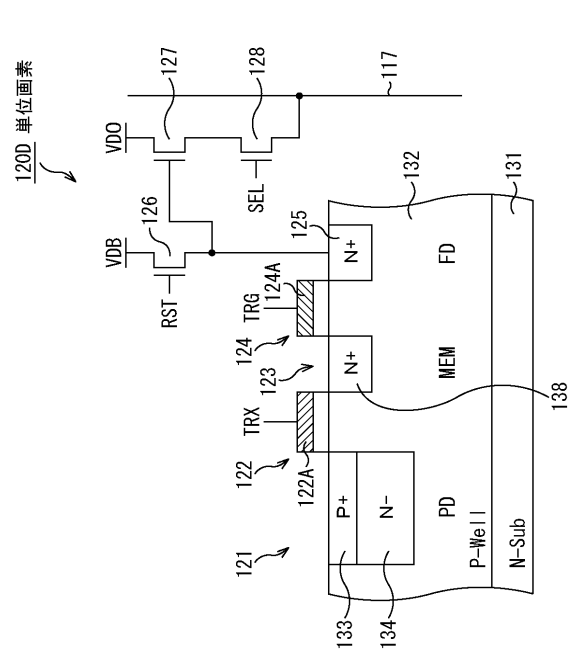 120D 単位画素
VDB
VDO
126
127
RST
SEL
128
117
TRX
TRG
121
122
122A
123
124
124A
125
133
P+
134
N-
N+
N+
138
PD
MEM
FD
132
P-Well
N-Sub
131